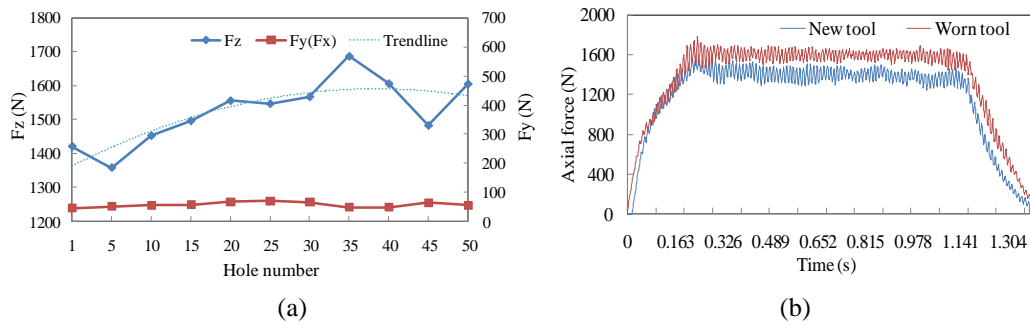 1800
1700
1600
1500
1400
1300
1200
Fz (N)
Fz
Fy(Fx)
Trendline
700
600
500
400
300
200
100
0
Fy (N)
1 5 10 15 20 25 30 35 40 45 50
Hole number
(a)
2000
1600
1200
800
400
0
Axial force (N)
New tool
Worn tool
0 0.163 0.326 0.489 0.652 0.815 0.978 1.141 1.304
Time (s)
(b)